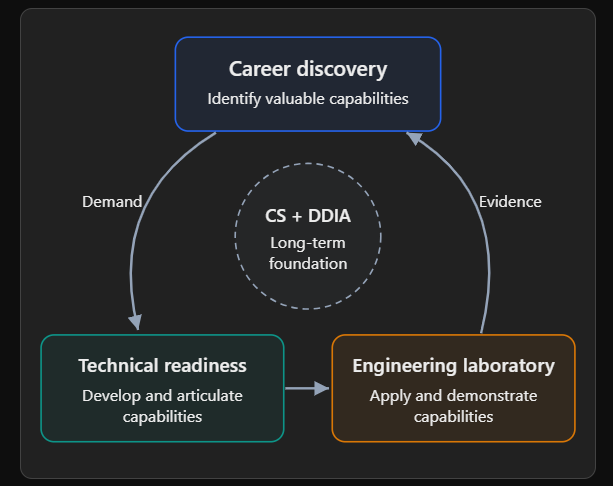 Career discovery
Identify valuable capabilities
Demand
Evidence
CS + DDIA
Long-term
foundation
Technical readiness
Develop and articulate
capabilities
Engineering laboratory
Apply and demonstrate
capabilities